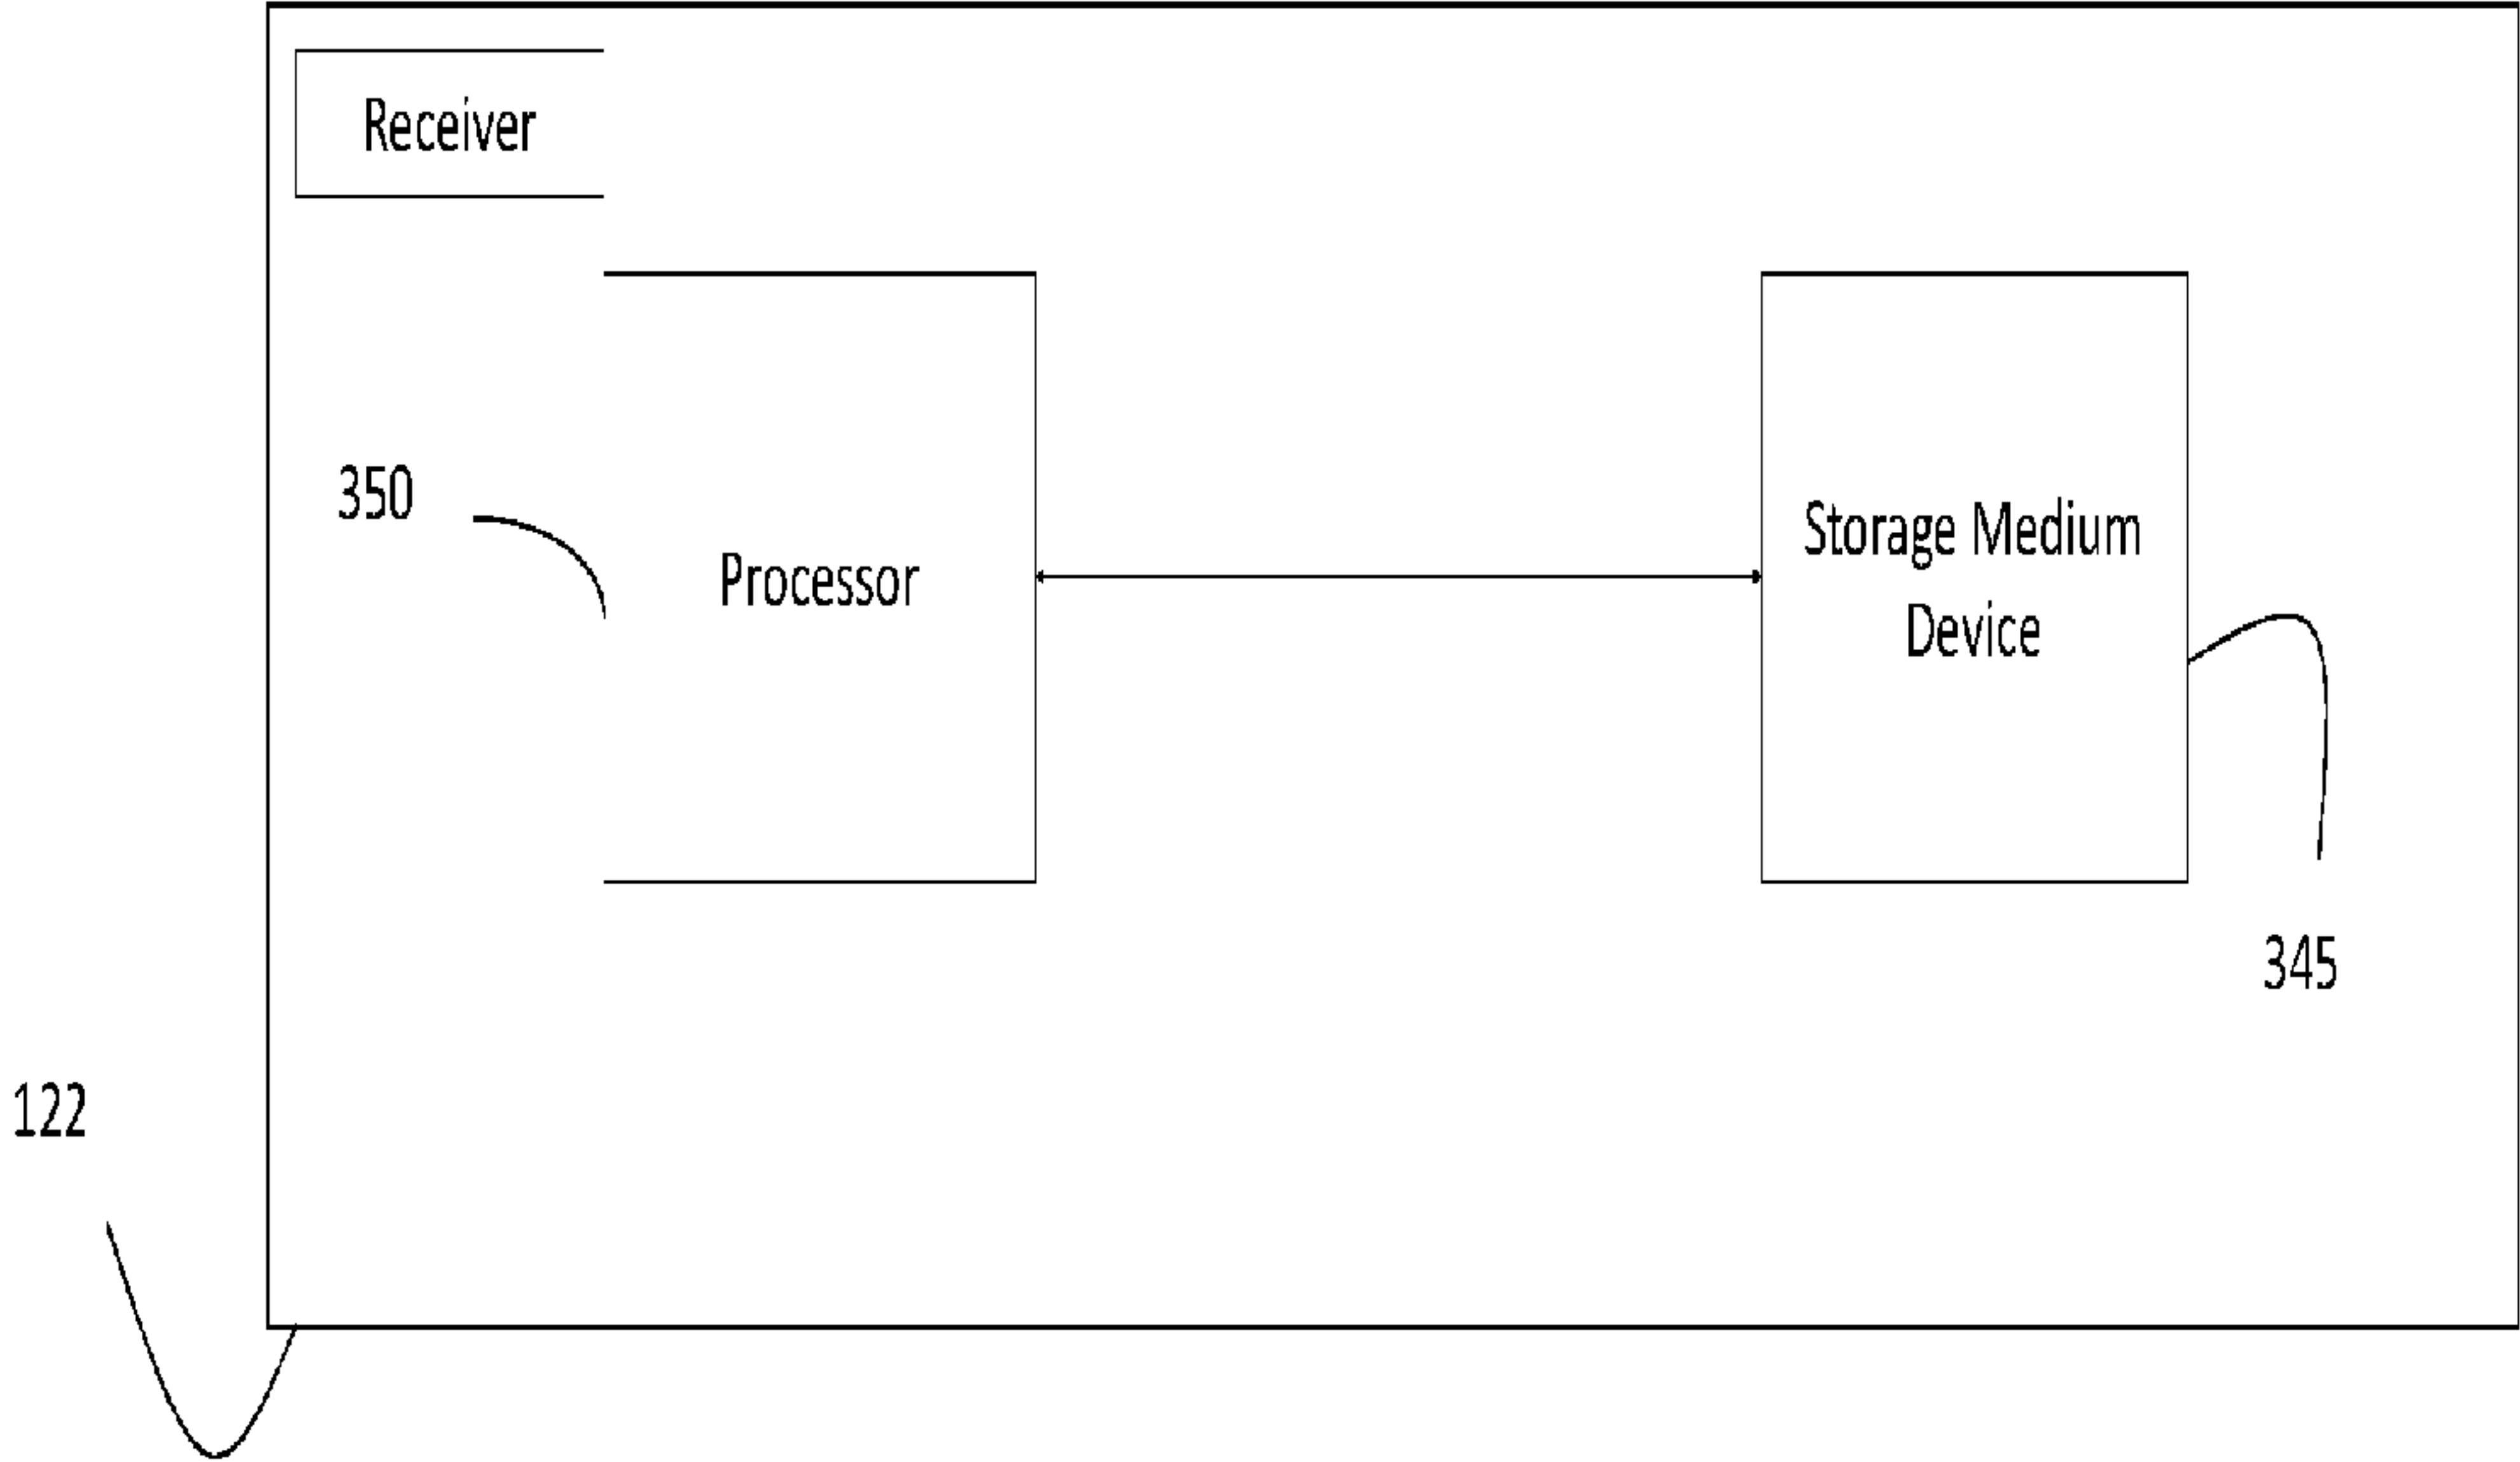 Receiver
350
Processor
Storage Medium
Device
345
122